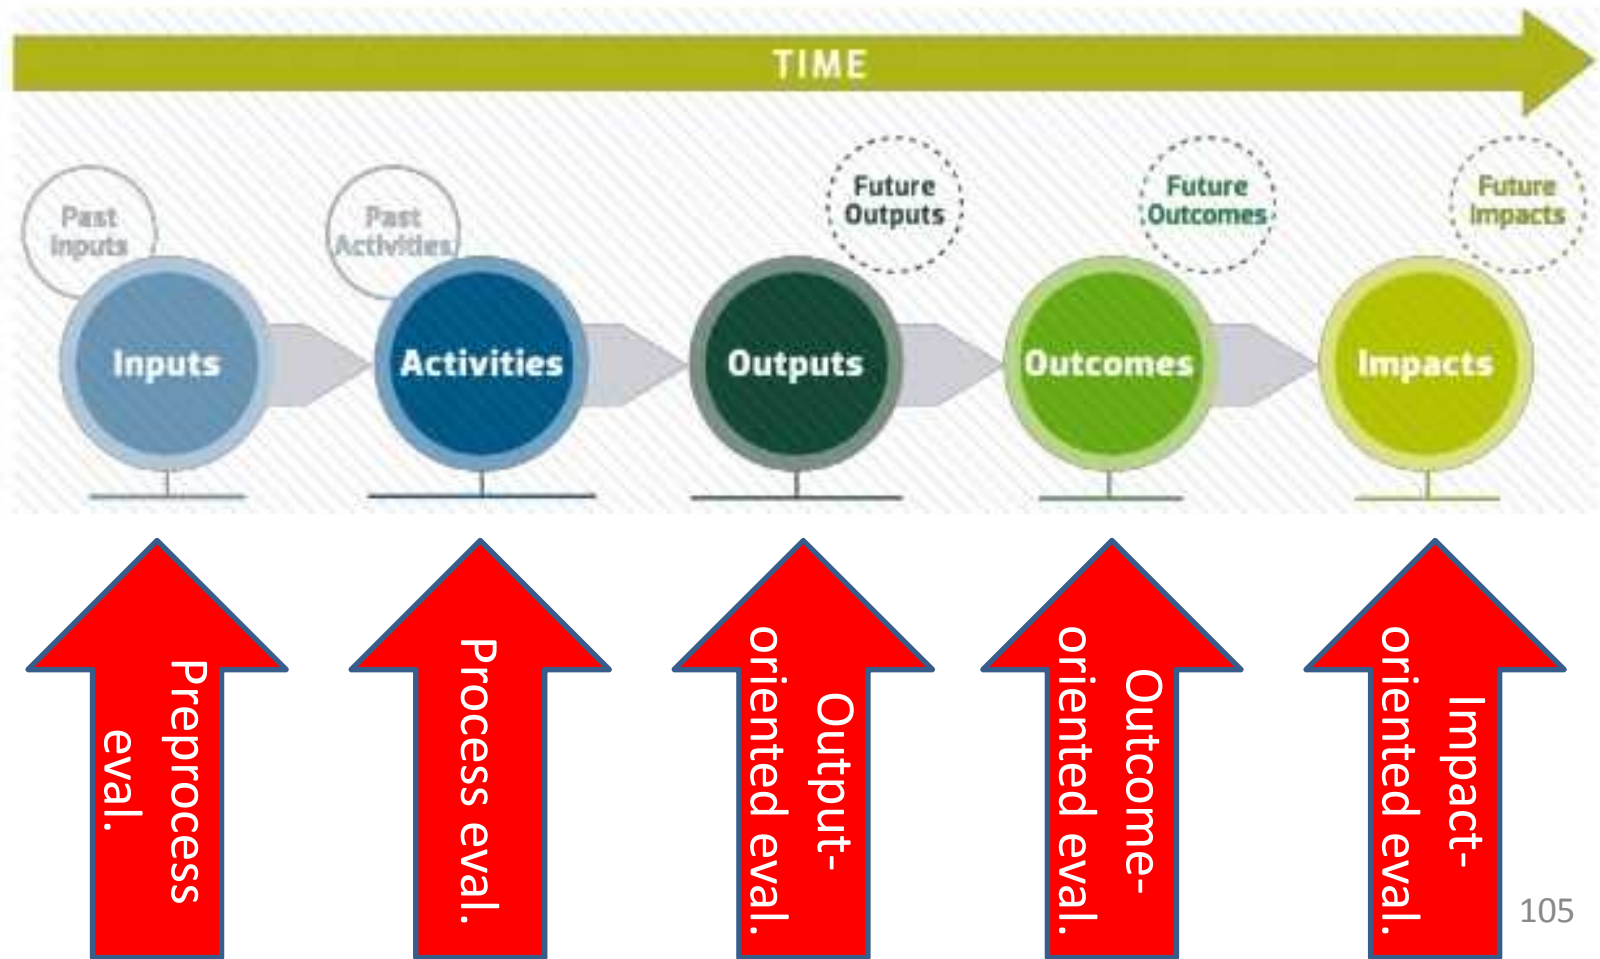 TIME
Past
Inputs
Past
Activities
Future
Outputs
Future
Outcomes
Future
Impacts
Inputs
Activities
Outputs
Outcomes
Impacts
Preprocess
eval.
Process eval.
Output-
oriented eval.
Outcome-
oriented eval.
Impact-
oriented eval.
105